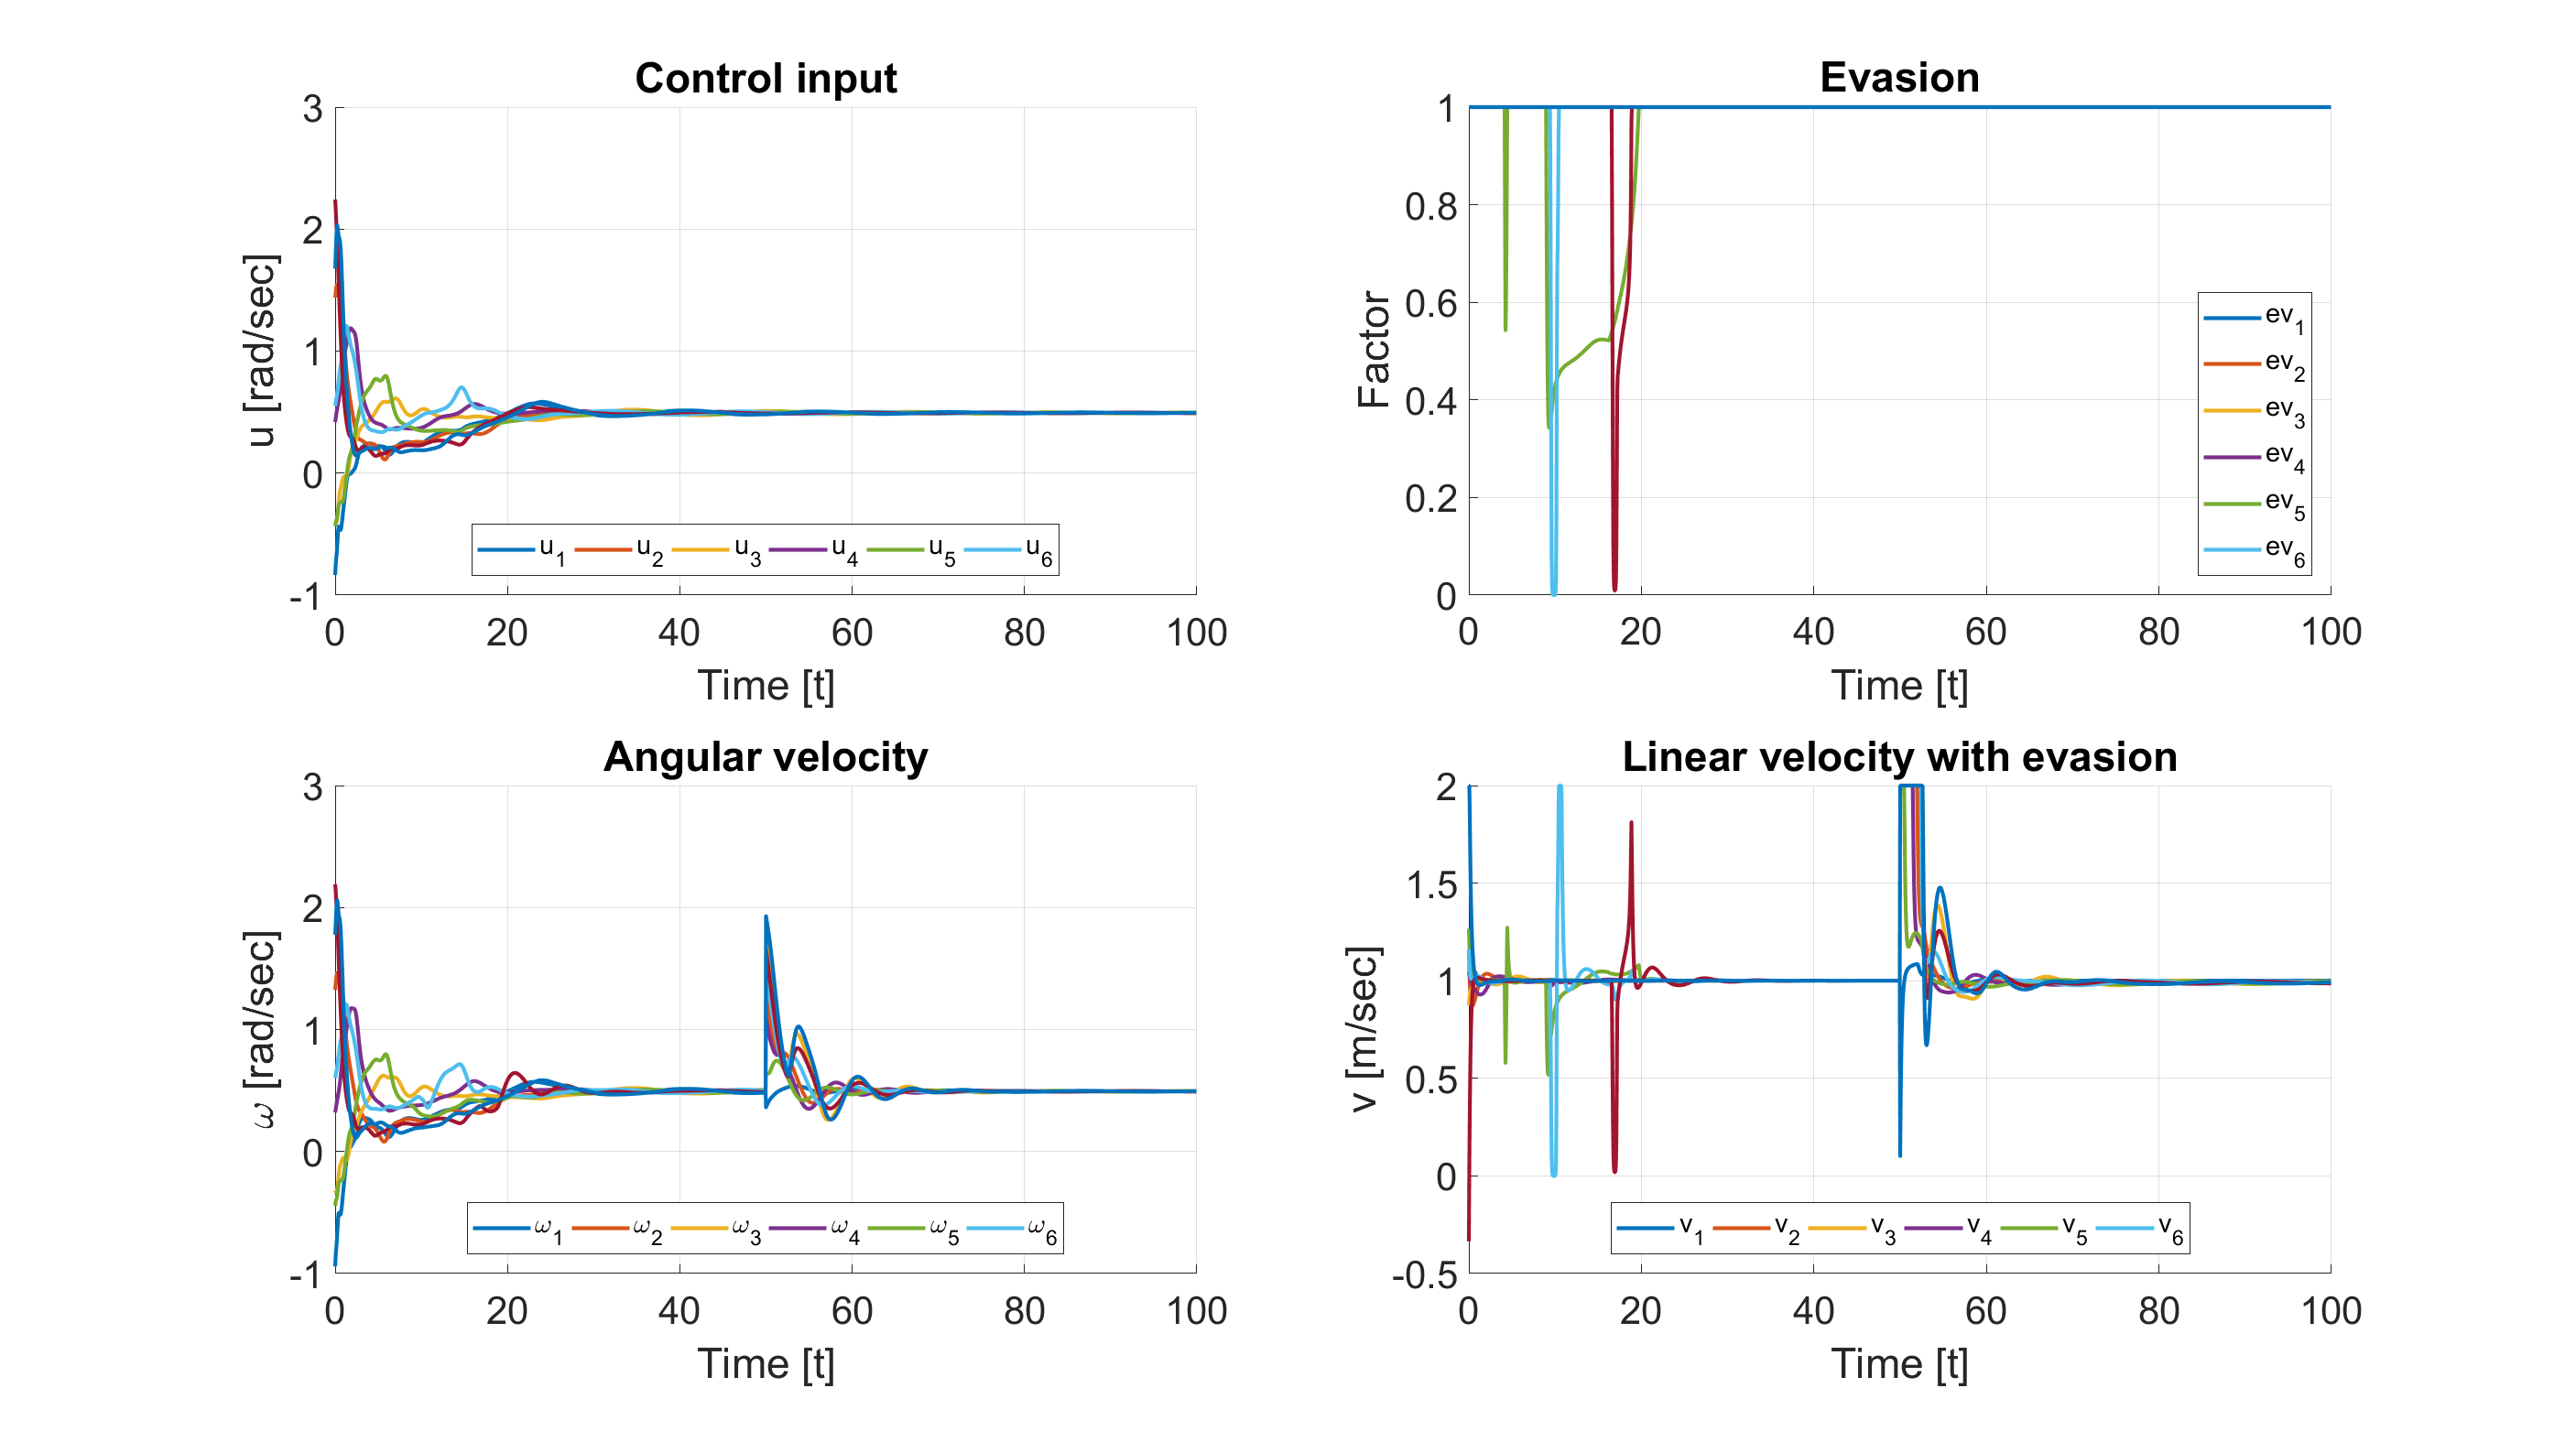 Control input
3
2
1
0
-1
u [rad/sec]
u1 u2 u3 u4 u5 u6
0 20 40 60 80 100
Time [t]
Evasion
1
0.8
0.6
0.4
0.2
0
Factor
ev1
ev2
ev3
ev4
ev5
ev6
0 20 40 60 80 100
Time [t]
Angular velocity
3
2
1
0
-1
ω [rad/sec]
ω1 ω2 ω3 ω4 ω5 ω6
0 20 40 60 80 100
Time [t]
Linear velocity with evasion
2
1.5
1
0.5
0
-0.5
v [m/sec]
v1 v2 v3 v4 v5 v6
0 20 40 60 80 100
Time [t]